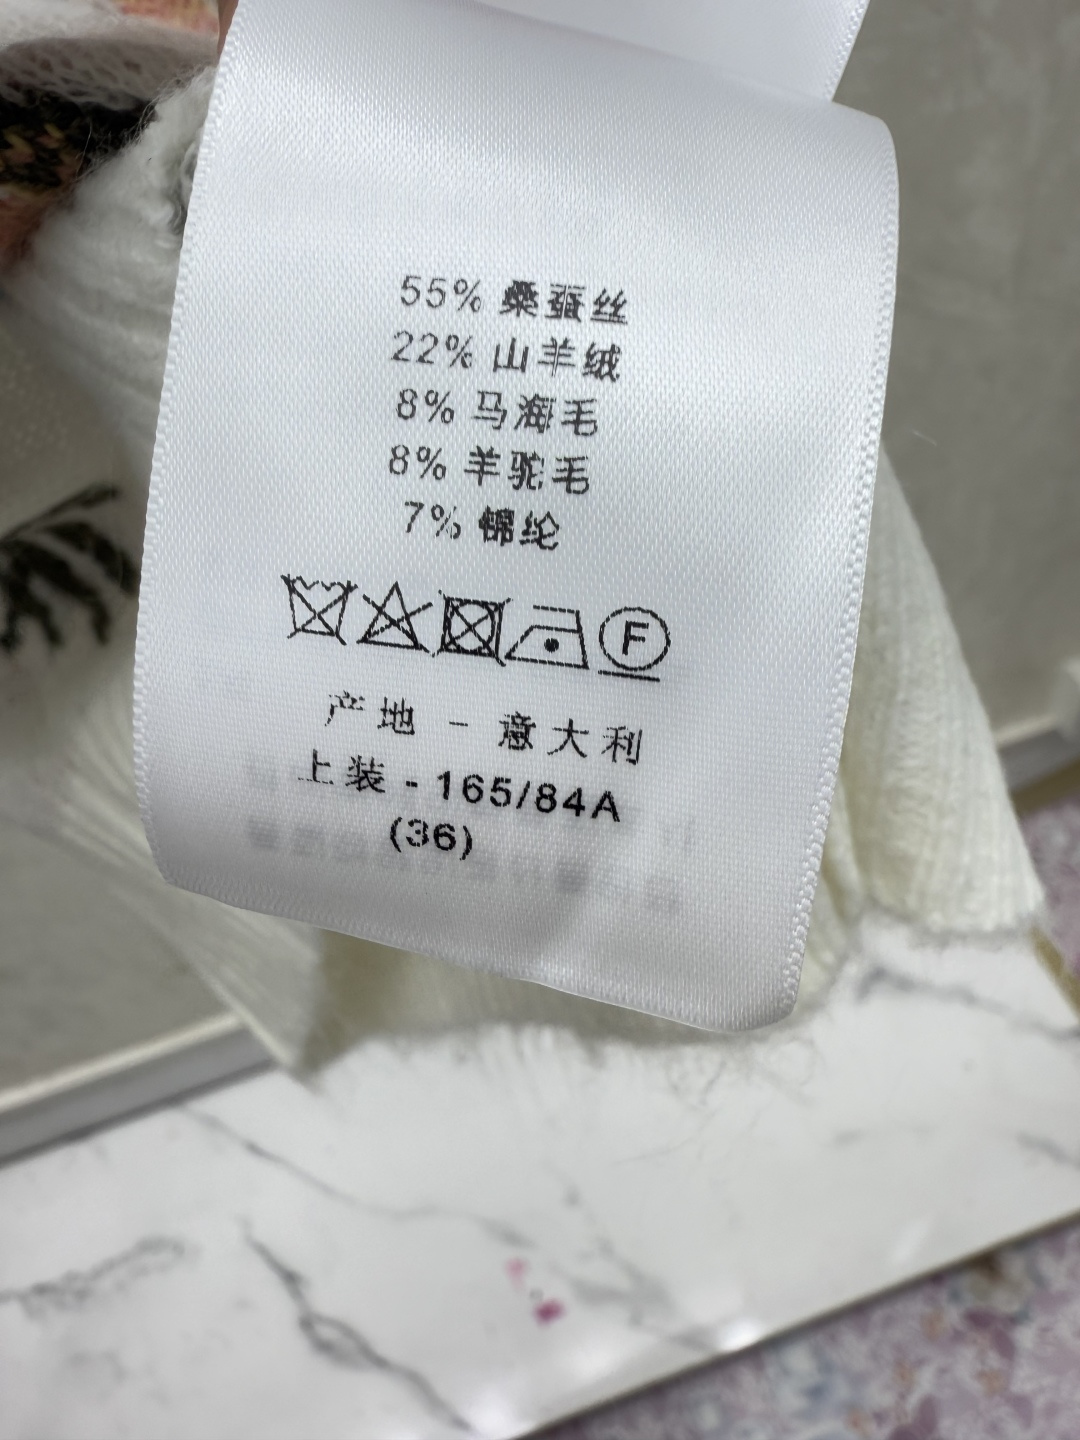 55% 桑蚕丝
22% 山羊绒
8% 马海毛
8% 羊驼毛
7% 锦纶
F
产地 - 意大利
上装 - 165/84A
(36)